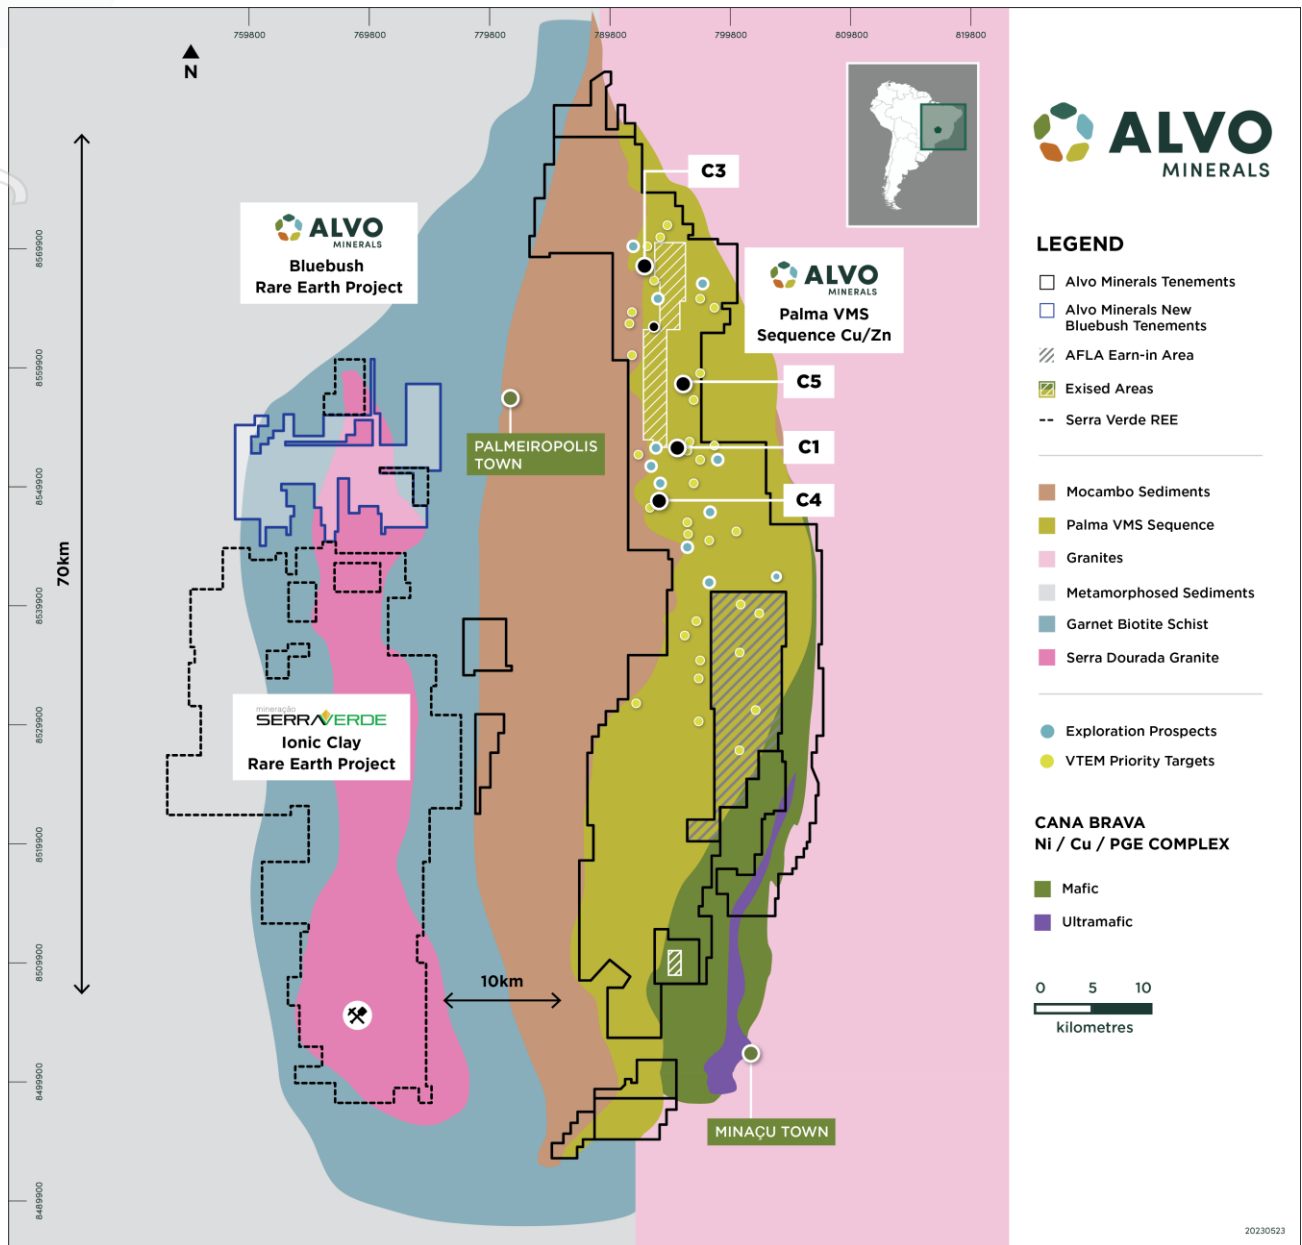 759800
769800
779800
789800
799800
809800
819800
N
8569900
8559900
8549900
8539900
8529900
8519900
8509900
8499900
8489900
70km
ALVO
MINERALS
Bluebush
Rare Earth Project
C3
ALVO
MINERALS
Palma VMS
Sequence Cu/Zn
C5
C1
C4
PALMEIROPOLIS
TOWN
mineração
SERRAVERDE
Ionic Clay
Rare Earth Project
10km
MINAÇU TOWN
ALVO
MINERALS
LEGEND
Alvo Minerals Tenements
Alvo Minerals New
Bluebush Tenements
AFLA Earn-in Area
Exised Areas
Serra Verde REE
Mocambo Sediments
Palma VMS Sequence
Granites
Metamorphosed Sediments
Garnet Biotite Schist
Serra Dourada Granite
Exploration Prospects
VTEM Priority Targets
CANA BRAVA
Ni / Cu / PGE COMPLEX
Mafic
Ultramafic
0 5 10
kilometres
20230523